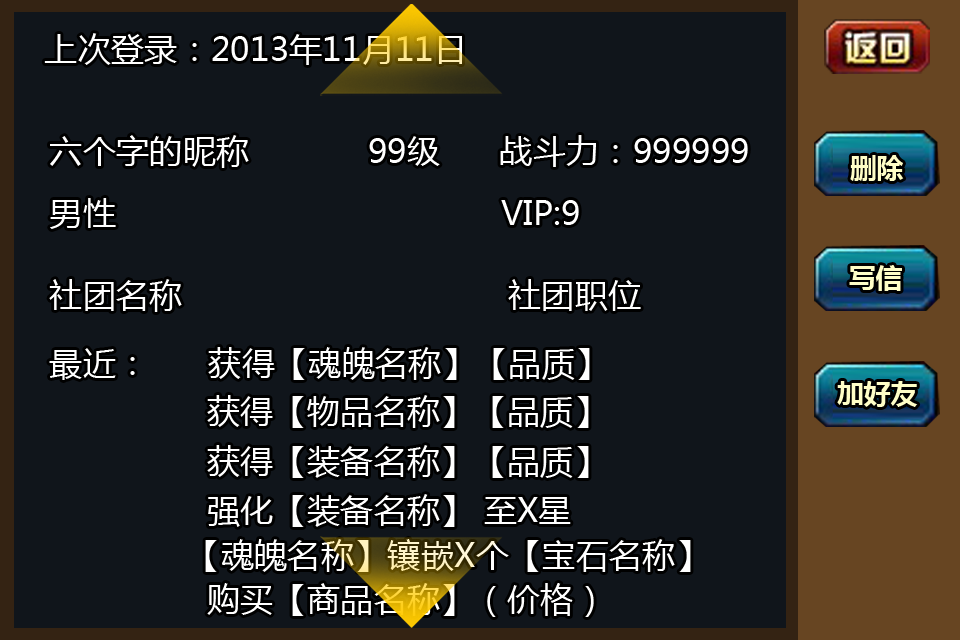 上次登录：2013年11月11日
返回
六个字的昵称 99级 战斗力：999999
删除
男性 VIP:9
写信
社团名称 社团职位
最近： 获得【魂魄名称】【品质】
加好友
获得【物品名称】【品质】
获得【装备名称】【品质】
强化【装备名称】 至X星
【魂魄名称】镶嵌X个【宝石名称】
购买【商品名称】（价格）